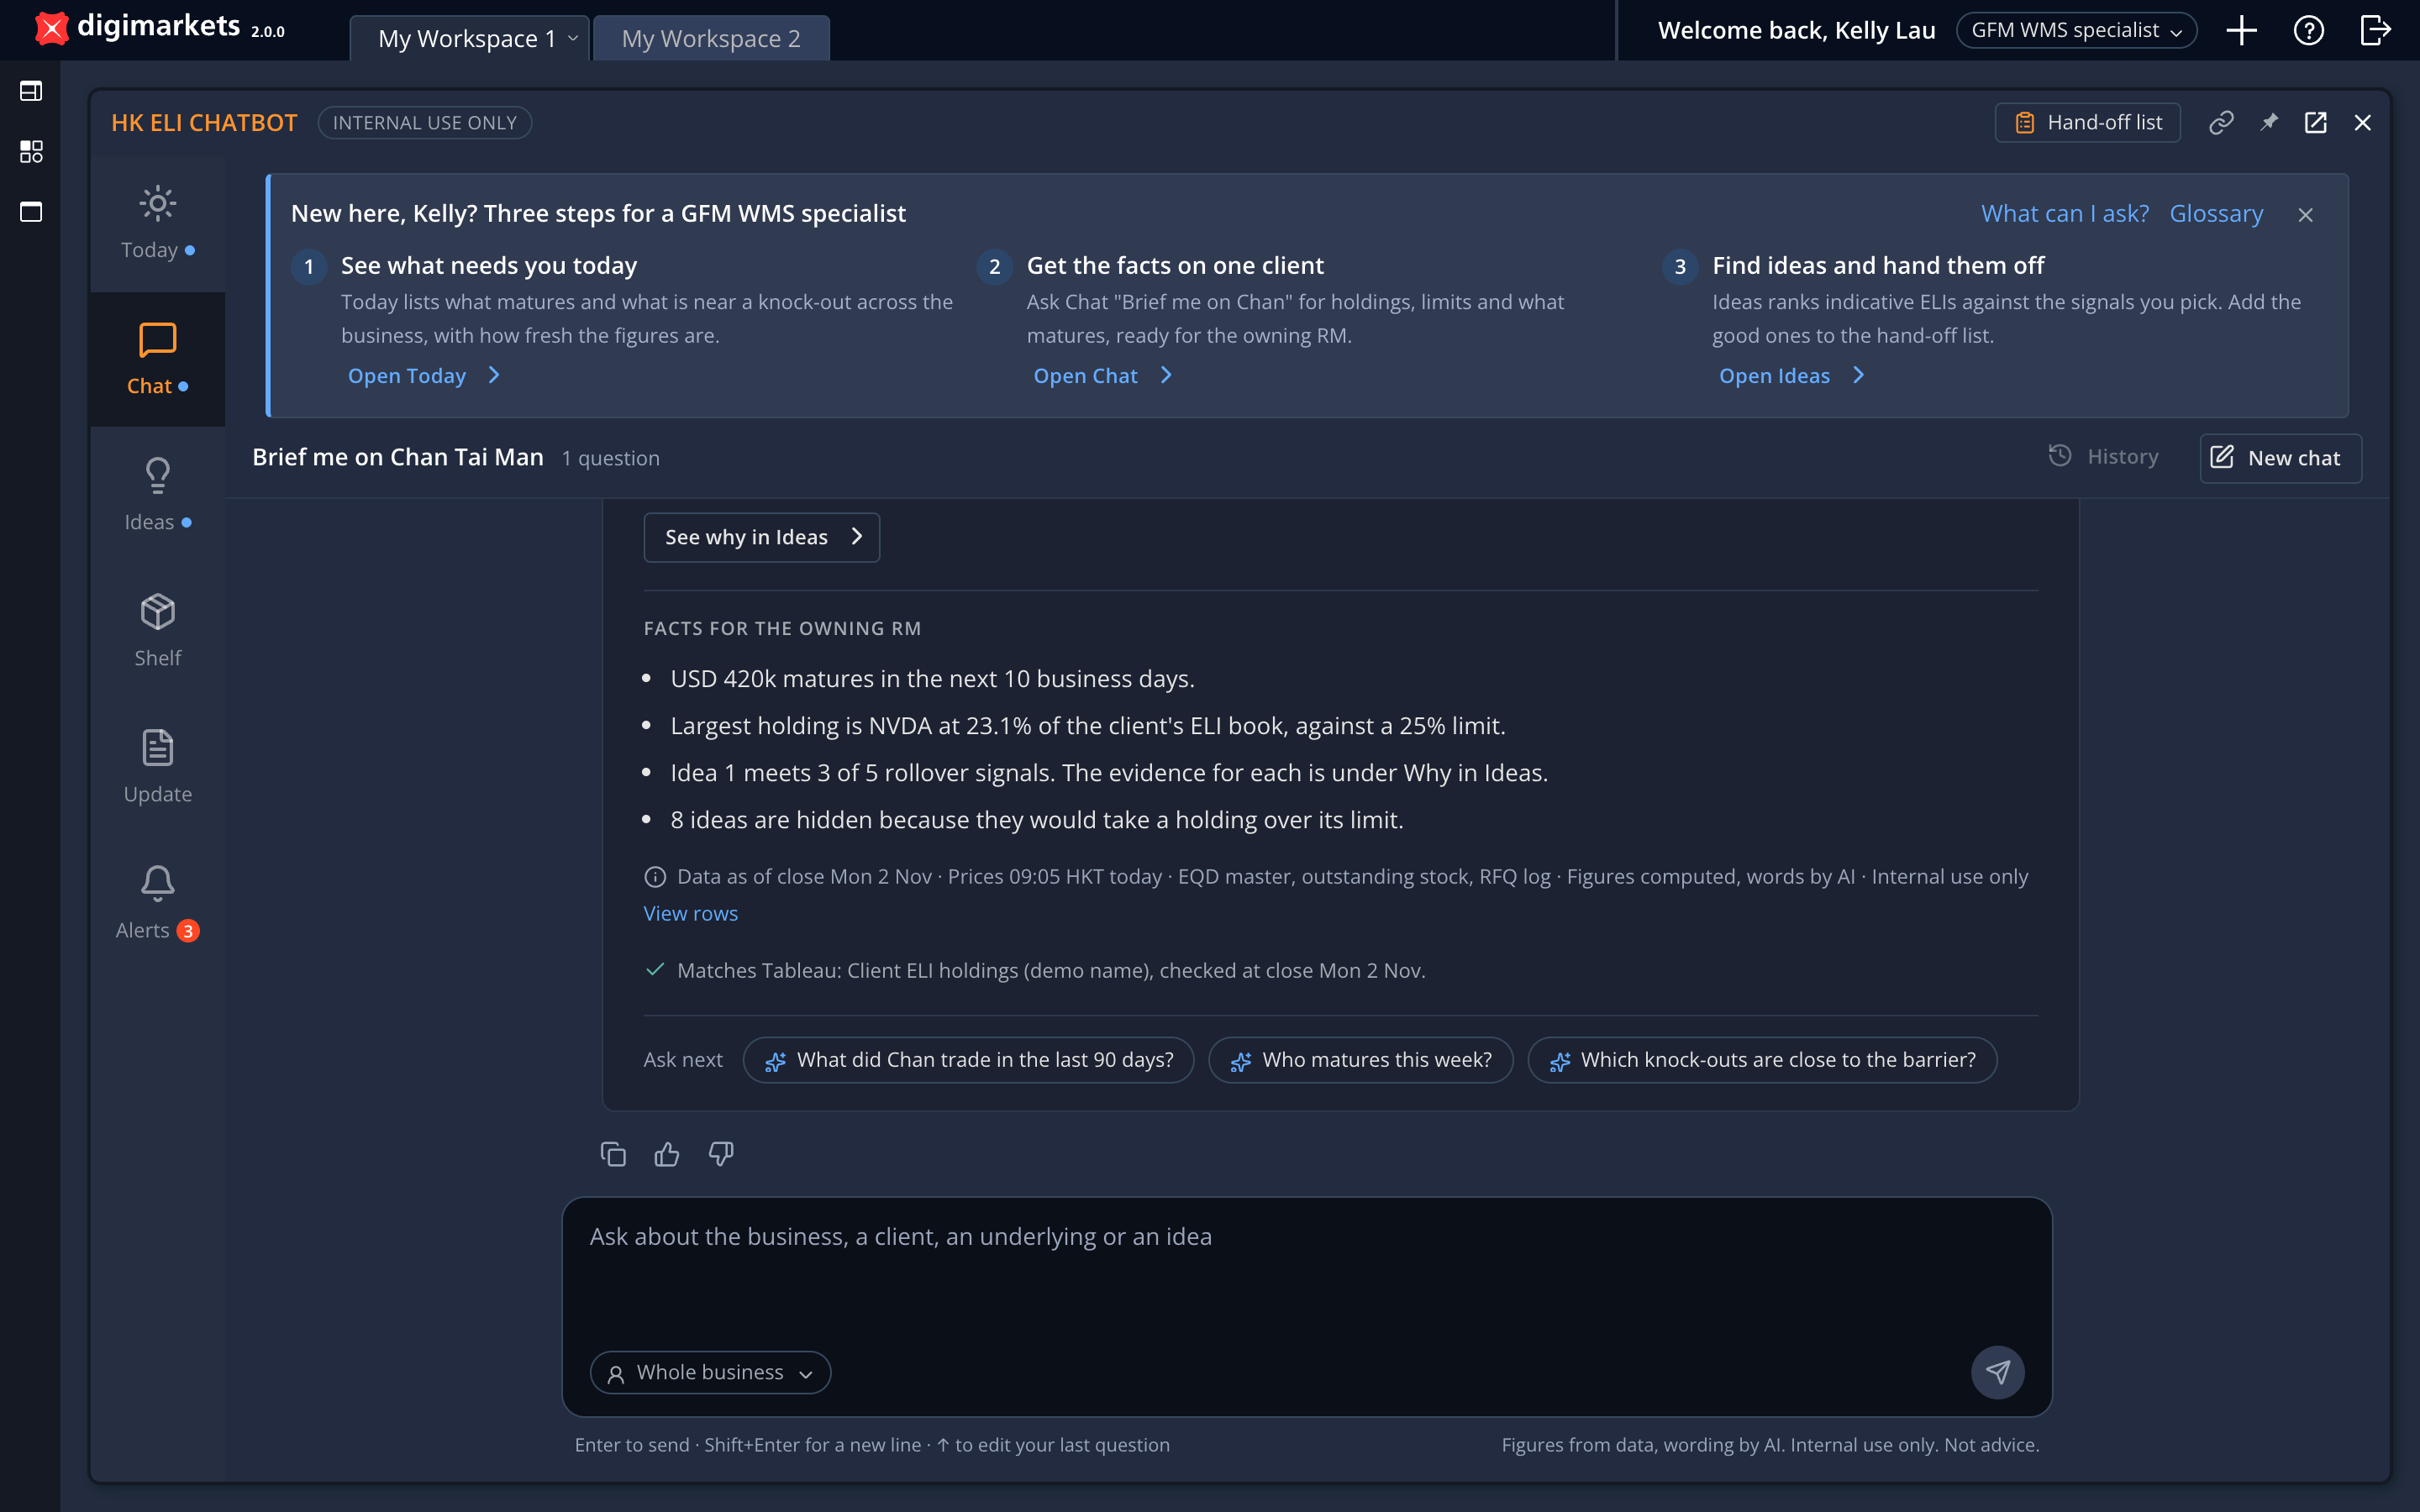 digimarkets 2.0.0
My Workspace 1
My Workspace 2
Welcome back, Kelly Lau
GFM WMS specialist
HK ELI CHATBOT
INTERNAL USE ONLY
Hand-off list
Today
Chat
Ideas
Shelf
Update
Alerts 3
New here, Kelly? Three steps for a GFM WMS specialist
What can I ask?
Glossary
1
See what needs you today
Today lists what matures and what is near a knock-out across the
business, with how fresh the figures are.
Open Today
2
Get the facts on one client
Ask Chat "Brief me on Chan" for holdings, limits and what
matures, ready for the owning RM.
Open Chat
3
Find ideas and hand them off
Ideas ranks indicative ELIs against the signals you pick. Add the
good ones to the hand-off list.
Open Ideas
Brief me on Chan Tai Man 1 question
History
New chat
See why in Ideas
FACTS FOR THE OWNING RM
• USD 420k matures in the next 10 business days.
• Largest holding is NVDA at 23.1% of the client's ELI book, against a 25% limit.
• Idea 1 meets 3 of 5 rollover signals. The evidence for each is under Why in Ideas.
• 8 ideas are hidden because they would take a holding over its limit.
Data as of close Mon 2 Nov · Prices 09:05 HKT today · EQD master, outstanding stock, RFQ log · Figures computed, words by AI · Internal use only
View rows
Matches Tableau: Client ELI holdings (demo name), checked at close Mon 2 Nov.
Ask next
What did Chan trade in the last 90 days?
Who matures this week?
Which knock-outs are close to the barrier?
Ask about the business, a client, an underlying or an idea
Whole business
Enter to send · Shift+Enter for a new line · ↑ to edit your last question
Figures from data, wording by AI. Internal use only. Not advice.